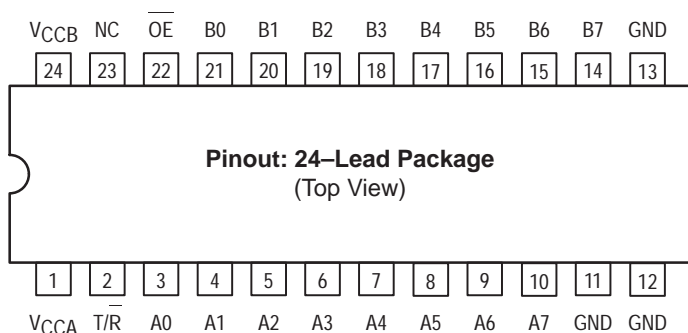 VCCB NC OE B0 B1 B2 B3 B4 B5 B6 B7 GND
24 23 22 21 20 19 18 17 16 15 14 13
Pinout: 24–Lead Package
(Top View)
1 2 3 4 5 6 7 8 9 10 11 12
VCCA T/R A0 A1 A2 A3 A4 A5 A6 A7 GND GND